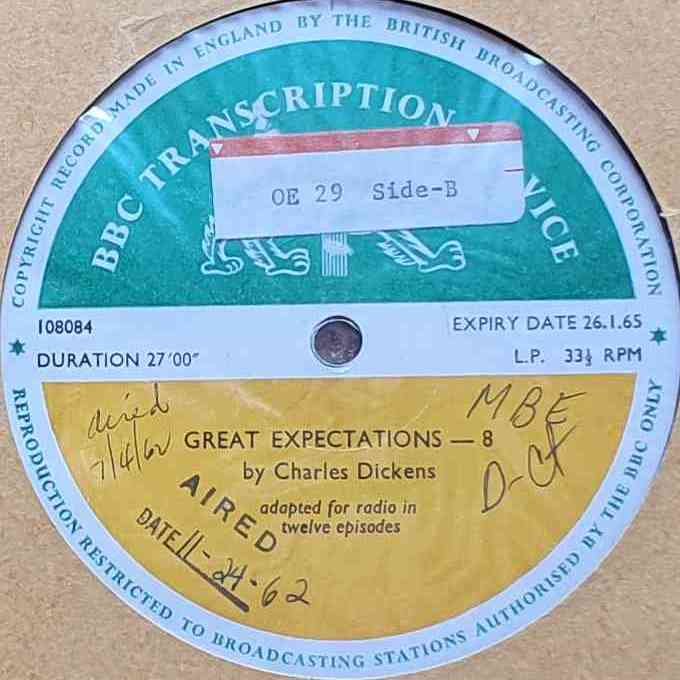 COPYRIGHT RECORD MADE IN ENGLAND BY THE BRITISH BROADCASTING CORPORATION
BBC TRANSCRIPTION
VICE
OE 29 Side-B
108084
EXPIRY DATE 26.1.65
DURATION 27'00"
L.P. 33⅓ RPM
aired
7/4/62
MBE
D-Ct
GREAT EXPECTATIONS — 8
by Charles Dickens
adapted for radio in
twelve episodes
AIRED
DATE 11-24-62
REPRODUCTION RESTRICTED TO BROADCASTING STATIONS AUTHORISED BY THE BBC ONLY